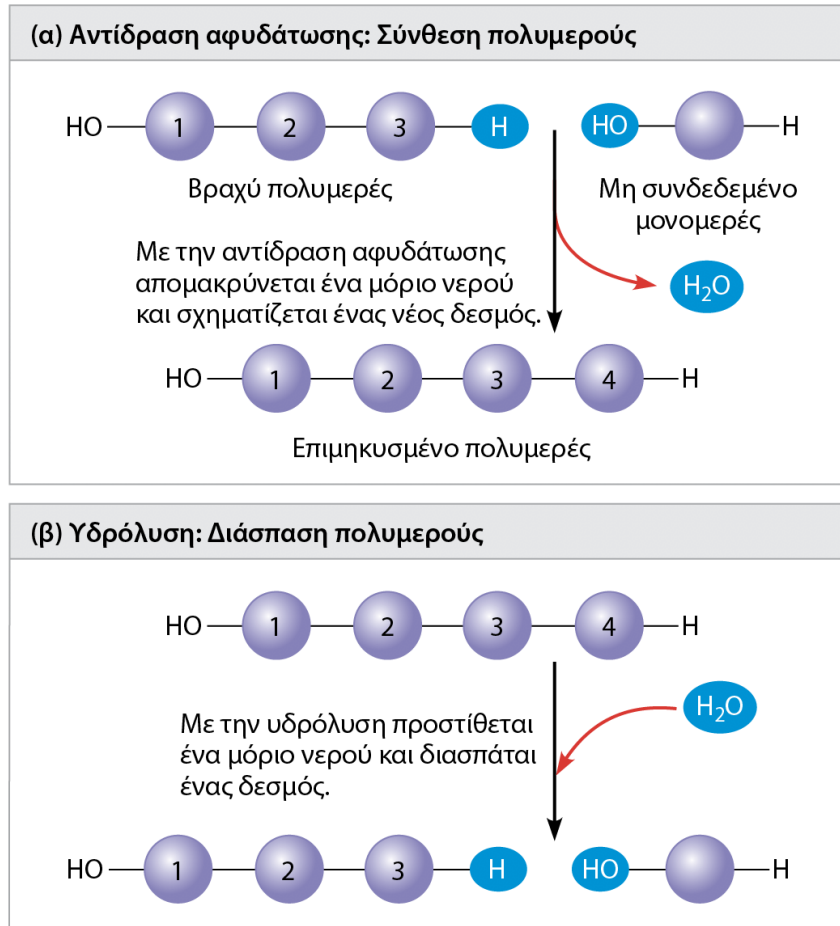 (α) Αντίδραση αφυδάτωσης: Σύνθεση πολυμερούς
HO 1 2 3 H HO H
Βραχύ πολυμερές
Μη συνδεδεμένο
μονομερές
Με την αντίδραση αφυδάτωσης
απομακρύνεται ένα μόριο νερού
και σχηματίζεται ένας νέος δεσμός.
H₂O
HO 1 2 3 4 H
Επιμηκυσμένο πολυμερές
(β) Υδρόλυση: Διάσπαση πολυμερούς
HO 1 2 3 4 H
H₂O
Με την υδρόλυση προστίθεται
ένα μόριο νερού και διασπάται
ένας δεσμός.
HO 1 2 3 H HO H